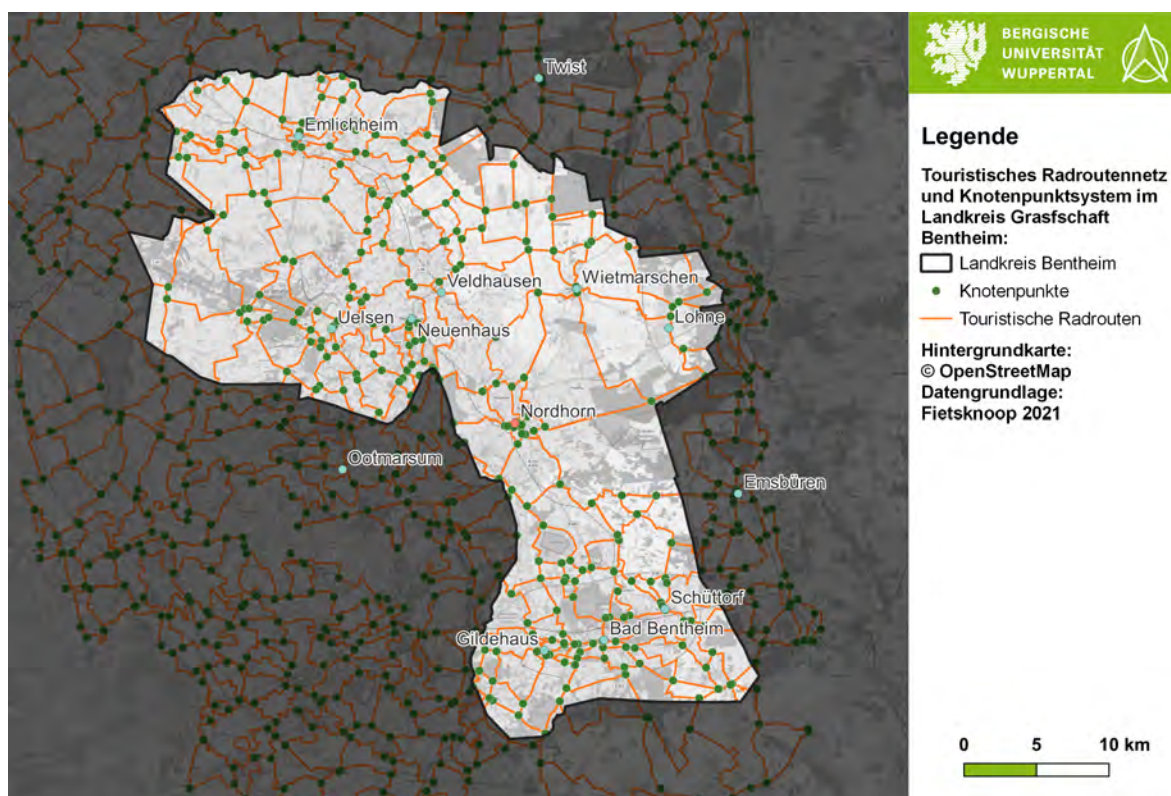 Twist
Emlichheim
Veldhausen
Wietmarschen
Uelsen
Neuenhaus
Lohne
Nordhorn
Ootmarsum
Emsbüren
Schüttorf
Gildehaus
Bad Bentheim
BERGISCHE
UNIVERSITÄT
WUPPERTAL
Legende
Touristisches Radroutennetz
und Knotenpunktsystem im
Landkreis Grasfschaft
Bentheim:
Landkreis Bentheim
Knotenpunkte
Touristische Radrouten
Hintergrundkarte:
© OpenStreetMap
Datengrundlage:
Fietsknoop 2021
0 5 10 km